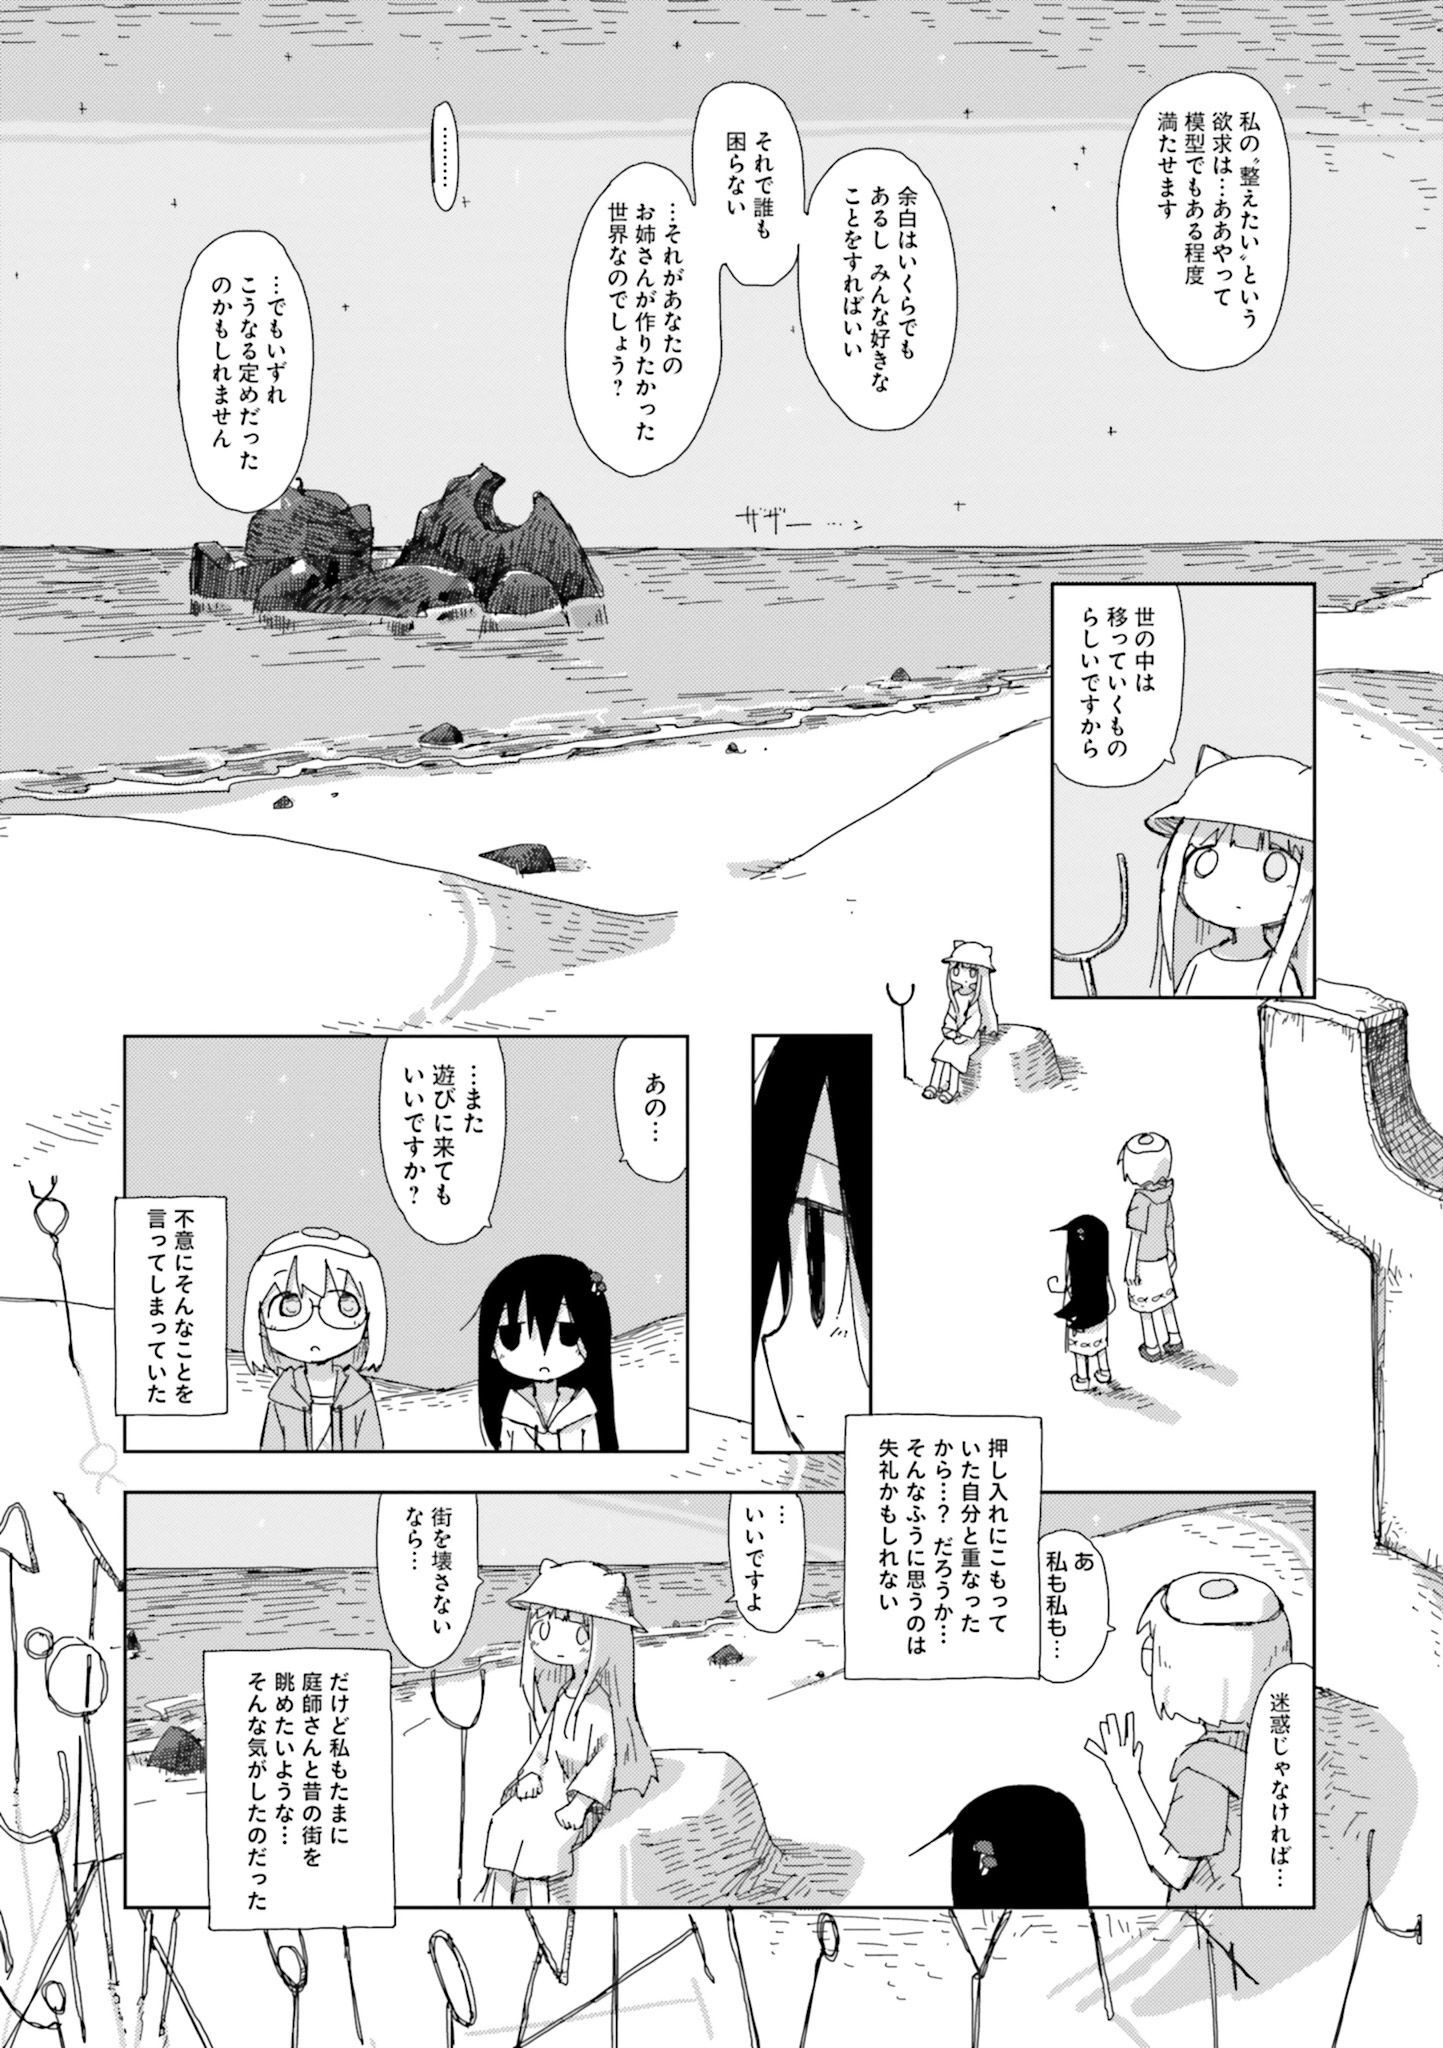 私の〝整えたい〟という
欲求は…ああやって
模型でもある程度
満たせます
余白はいくらでも
あるし みんな好きな
ことをすればいい
それで誰も
困らない
…それがあなたの
お姉さんが作りたかった
世界なのでしょう？
………
…でもいずれ
こうなる定めだった
のかもしれません
ザザー……ン
世の中は
移っていくもの
らしいですから
あの…
…また
遊びに来ても
いいですか？
不意にそんなことを
言ってしまっていた
押し入れにこもって
いた自分と重なった
から…？ だろうか…
そんなふうに思うのは
失礼かもしれない
あ
私も私も…
迷惑じゃなければ…
…
いいですよ
街を壊さない
なら…
だけど私もたまに
庭師さんと昔の街を
眺めたいような…
そんな気がしたのだった